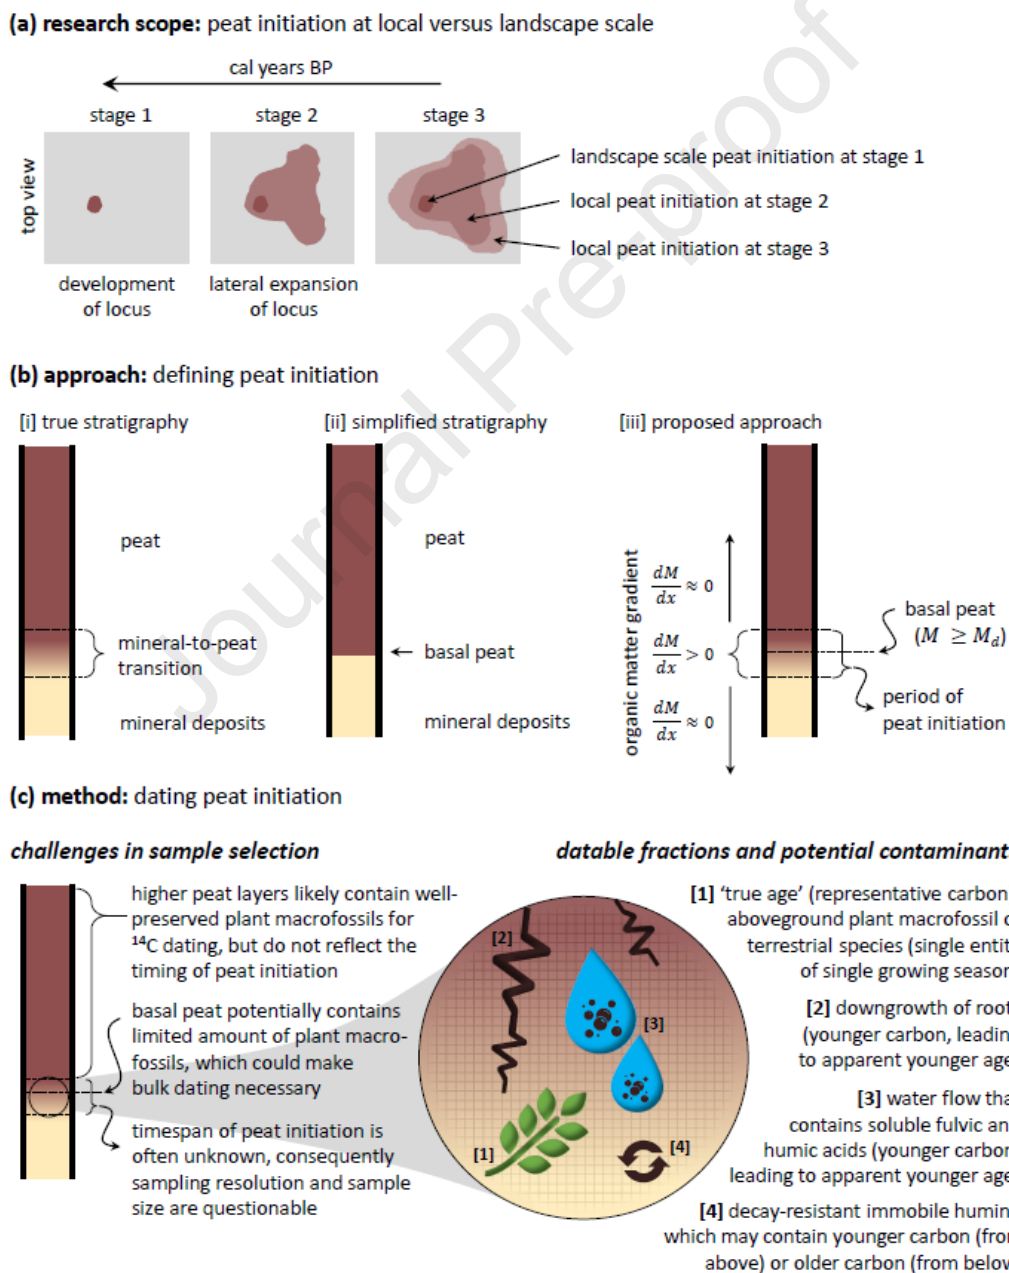 (a) research scope: peat initiation at local versus landscape scale
cal years BP
stage 1
stage 2
stage 3
top view
landscape scale peat initiation at stage 1
local peat initiation at stage 2
local peat initiation at stage 3
development
of locus
lateral expansion
of locus
(b) approach: defining peat initiation
[i] true stratigraphy
peat
mineral-to-peat
transition
mineral deposits
[ii] simplified stratigraphy
peat
basal peat
mineral deposits
[iii] proposed approach
organic matter gradient
dM/dx ≈ 0
dM/dx > 0
dM/dx ≈ 0
basal peat
(M ≥ M_d)
period of
peat initiation
(c) method: dating peat initiation
challenges in sample selection
higher peat layers likely contain well-
preserved plant macrofossils for
¹⁴C dating, but do not reflect the
timing of peat initiation
basal peat potentially contains
limited amount of plant macro-
fossils, which could make
bulk dating necessary
timespan of peat initiation is
often unknown, consequently
sampling resolution and sample
size are questionable
datable fractions and potential contaminant
[2]
[3]
[1]
[4]
[1] 'true age' (representative carbon
aboveground plant macrofossil o
terrestrial species (single entit
of single growing season
[2] downgrowth of root
(younger carbon, leadin
to apparent younger age
[3] water flow tha
contains soluble fulvic an
humic acids (younger carbon
leading to apparent younger age
[4] decay-resistant immobile humin
which may contain younger carbon (fro
above) or older carbon (from below
Journal Pre-proof